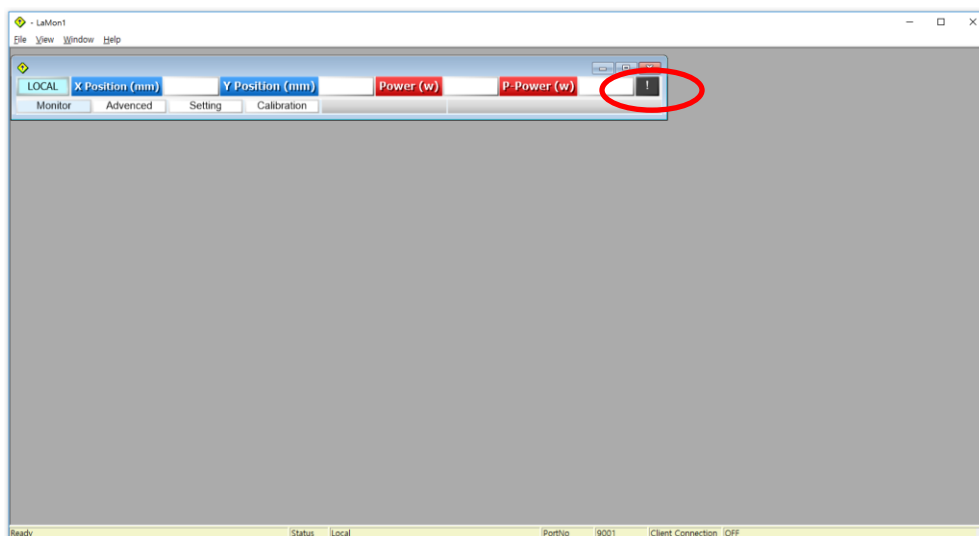 - LaMon1
File View Window Help
LOCAL X Position (mm) Y Position (mm) Power (w) P-Power (w) !
Monitor Advanced Setting Calibration
Ready Status Local PortNo 9001 Client Connection OFF